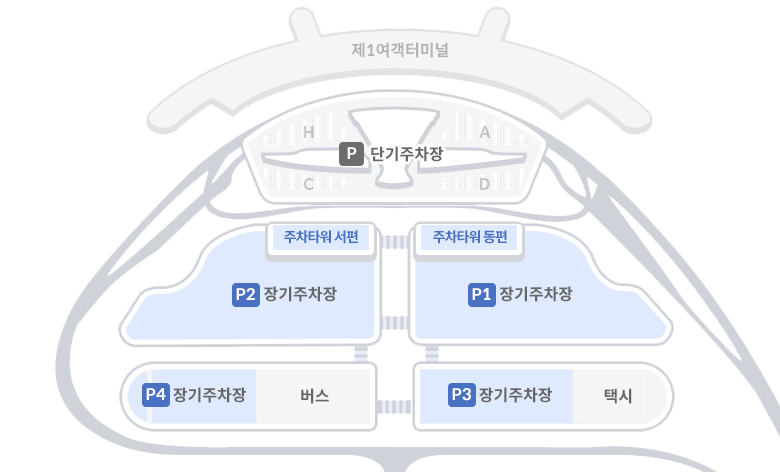 제1여객터미널
H
A
P 단기주차장
C
D
주차타워 서편
주차타워 동편
P2 장기주차장
P1 장기주차장
P4 장기주차장
버스
P3 장기주차장
택시